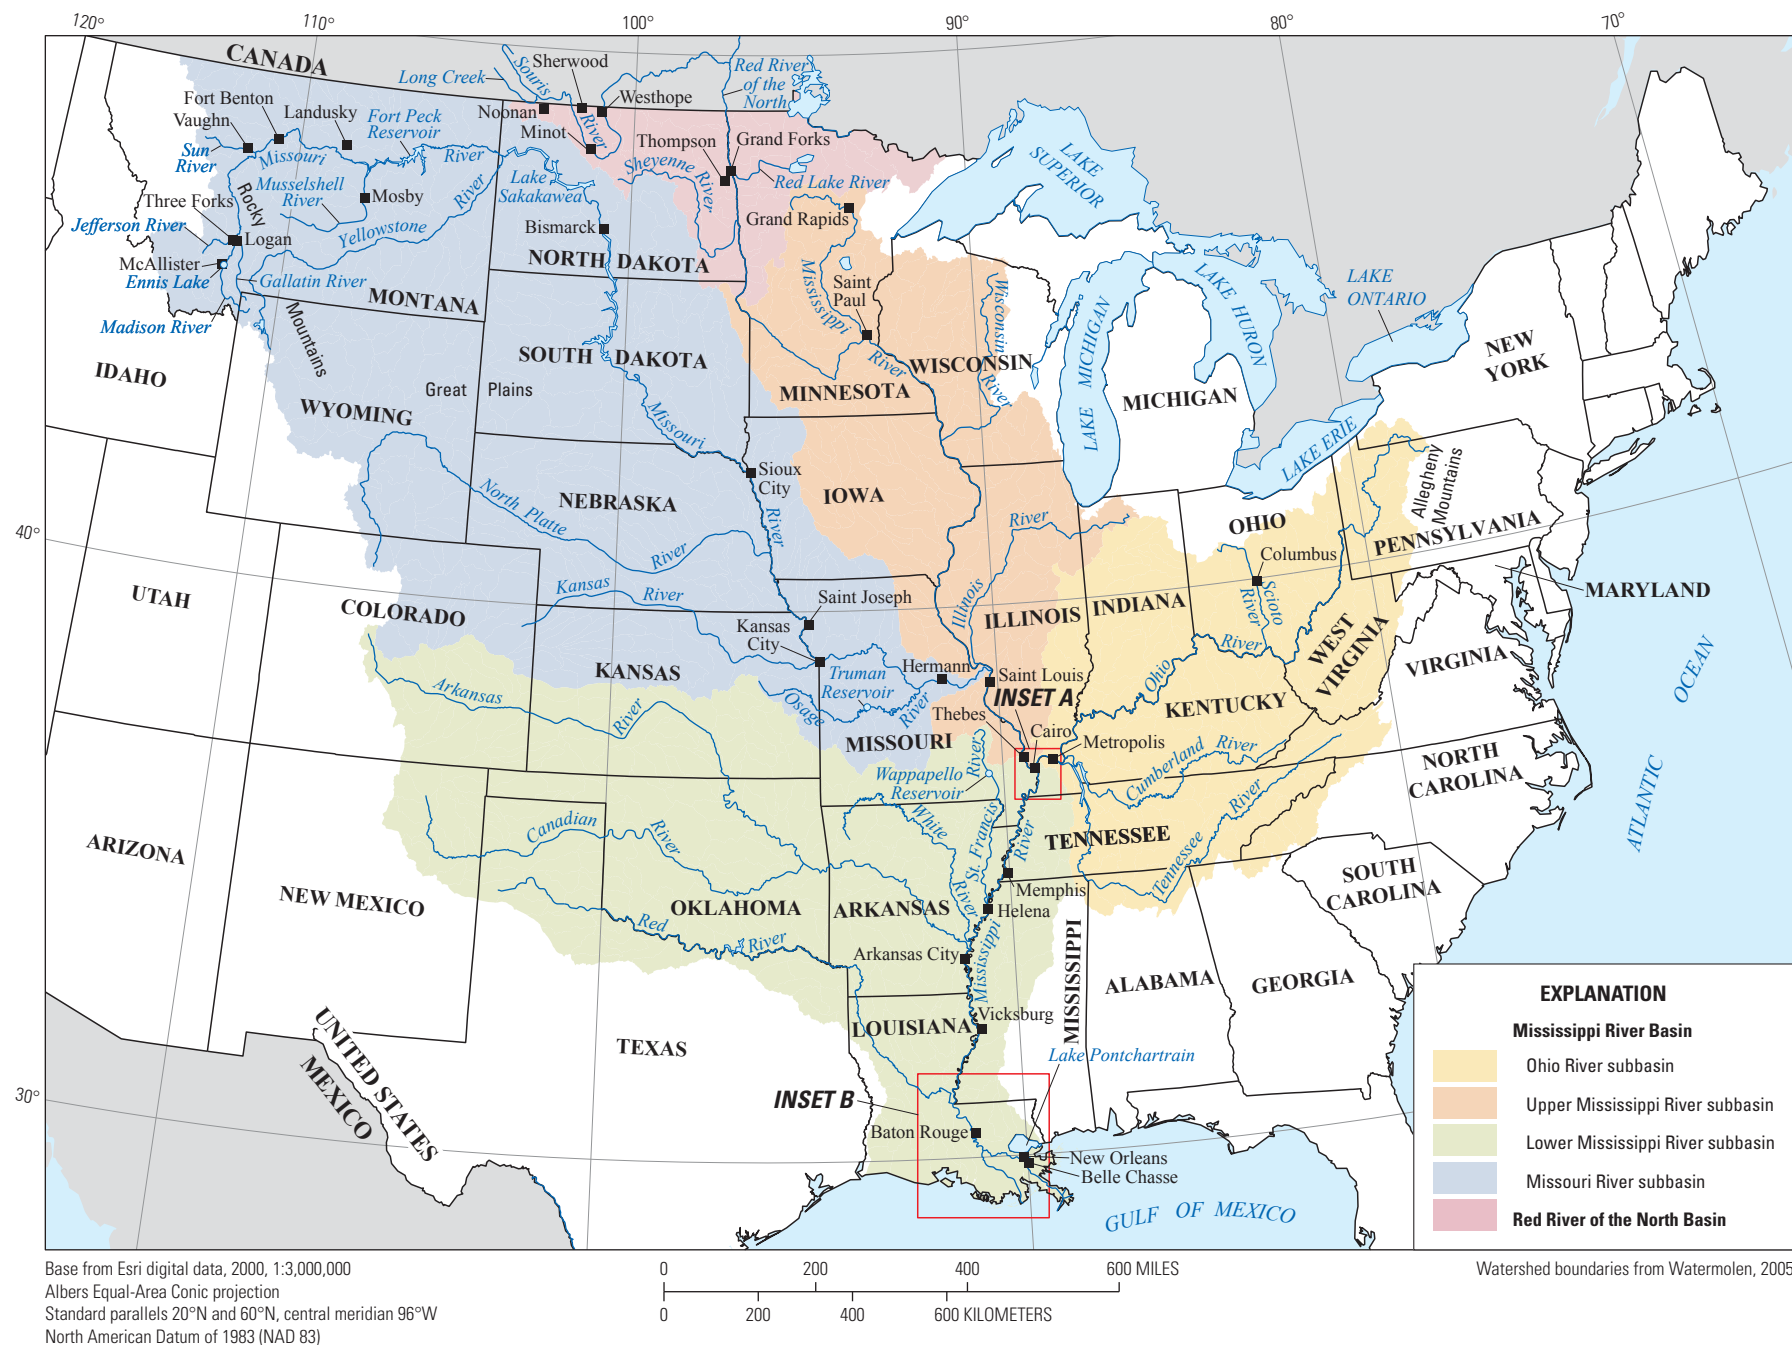 120°
110°
100°
90°
80°
70°
CANADA
Long Creek
Souris
River
Sherwood
Westhope
Red River
of the
North
Noonan
Minot
Fort Benton
Vaughn
Landusky
Fort Peck
Reservoir
Sun
River
Missouri
River
Thompson
Grand Forks
Sheyenne
River
Red Lake River
Grand Rapids
Lake
Sakakawea
Musselshell
River
Mosby
River
Yellowstone
Rocky
Mountains
Three Forks
Jefferson River
Logan
McAllister
Ennis Lake
Gallatin River
Madison River
MONTANA
Bismarck
NORTH DAKOTA
LAKE
SUPERIOR
Mississippi
River
Saint
Paul
Wisconsin
River
LAKE MICHIGAN
LAKE HURON
LAKE
ONTARIO
LAKE ERIE
IDAHO
SOUTH DAKOTA
Great Plains
WYOMING
MINNESOTA
WISCONSIN
MICHIGAN
NEW
YORK
Missouri
River
Sioux
City
NEBRASKA
IOWA
North Platte
River
River
Illinois
OHIO
Columbus
Scioto
River
Allegheny
Mountains
PENNSYLVANIA
MARYLAND
40°
UTAH
COLORADO
Kansas
River
Saint Joseph
Kansas
City
KANSAS
Truman
Reservoir
Osage
River
Hermann
Saint Louis
INSET A
ILLINOIS
INDIANA
River
Ohio
WEST
VIRGINIA
VIRGINIA
KENTUCKY
Thebes
Cairo
Metropolis
MISSOURI
Wappapello
Reservoir
River
St. Francis
Cumberland River
NORTH
CAROLINA
ATLANTIC
OCEAN
Arkansas
River
Canadian
River
White
River
River
TENNESSEE
Tennessee
River
ARIZONA
NEW MEXICO
OKLAHOMA
ARKANSAS
Memphis
Helena
SOUTH
CAROLINA
Red
River
Arkansas City
Mississippi
MISSISSIPPI
ALABAMA
GEORGIA
UNITED STATES
MEXICO
TEXAS
LOUISIANA
Vicksburg
Lake Pontchartrain
30°
INSET B
Baton Rouge
New Orleans
Belle Chasse
GULF OF MEXICO
EXPLANATION
Mississippi River Basin
Ohio River subbasin
Upper Mississippi River subbasin
Lower Mississippi River subbasin
Missouri River subbasin
Red River of the North Basin
Base from Esri digital data, 2000, 1:3,000,000
Albers Equal-Area Conic projection
Standard parallels 20°N and 60°N, central meridian 96°W
North American Datum of 1983 (NAD 83)
0 200 400 600 MILES
0 200 400 600 KILOMETERS
Watershed boundaries from Watermolen, 2005